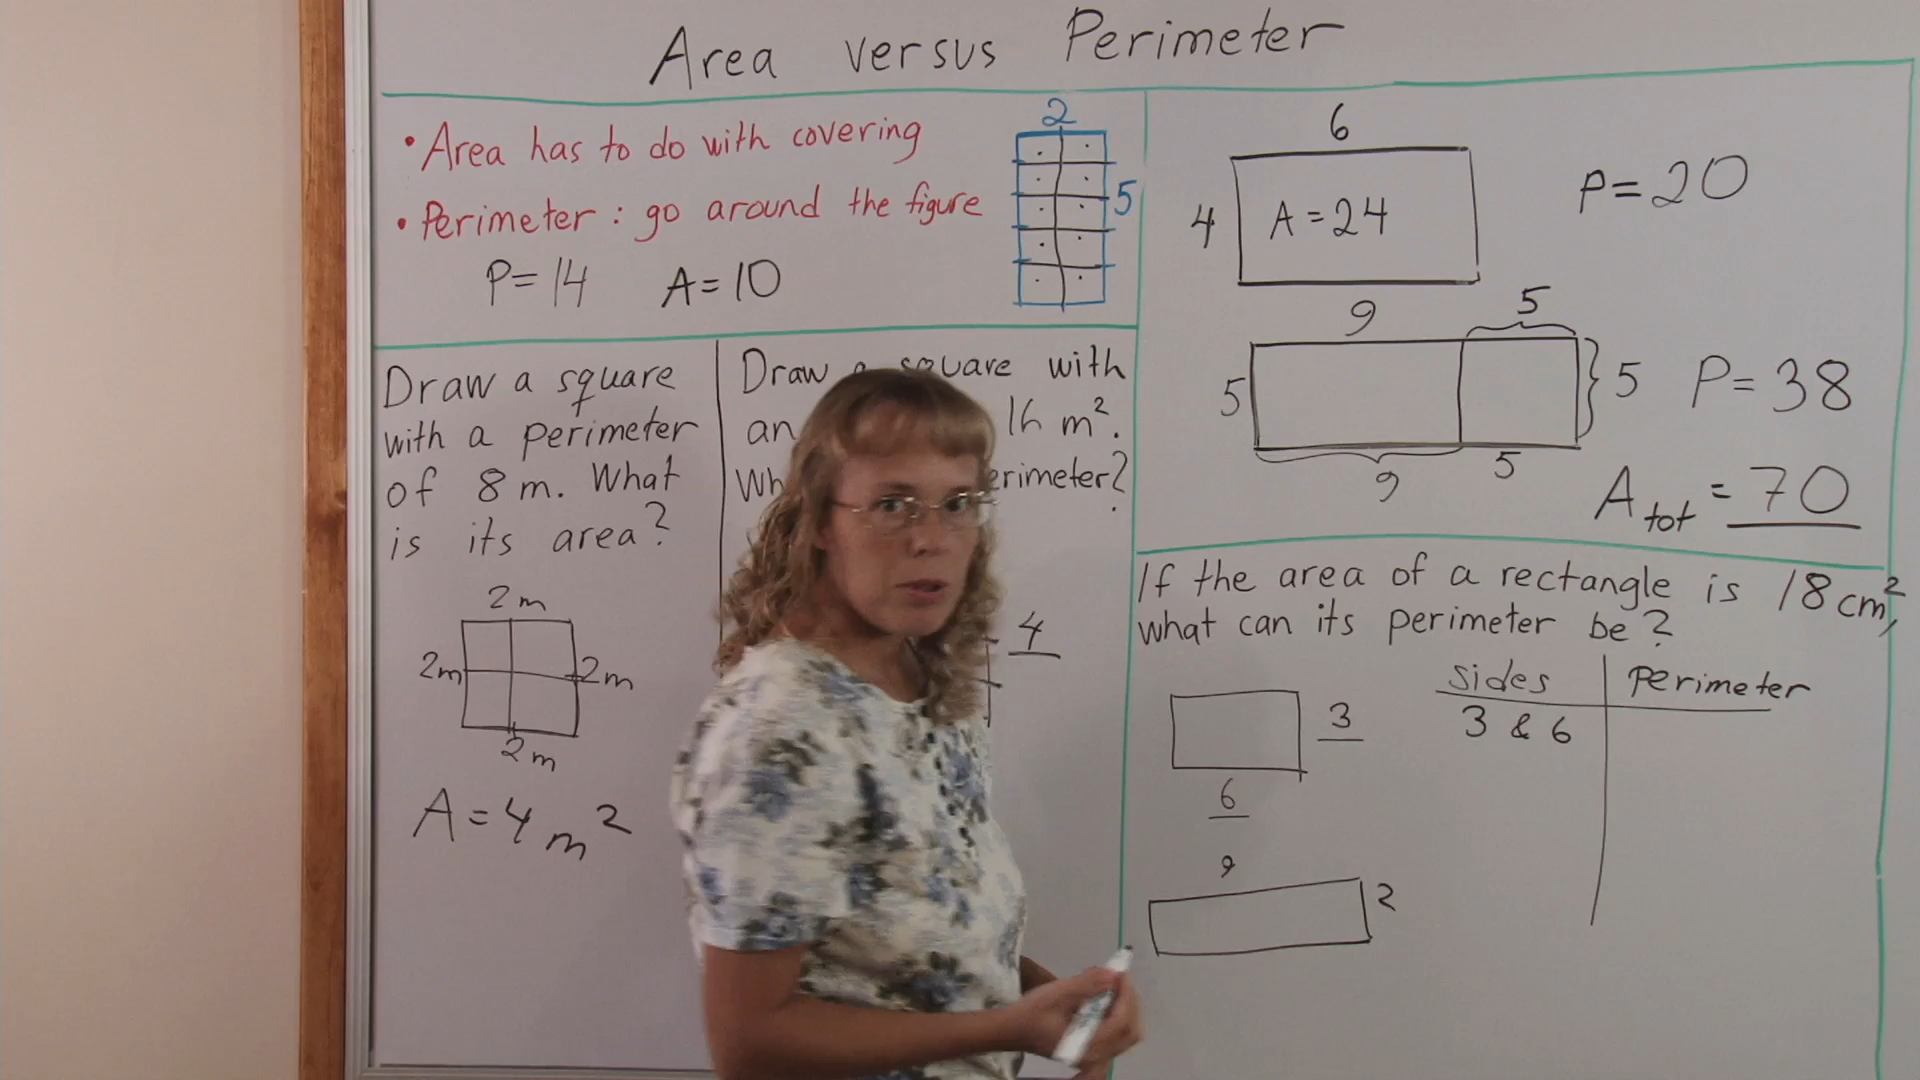 Area versus Perimeter
• Area has to do with covering
• Perimeter: go around the figure
P=14 A=10
2
5
Draw a square
with a perimeter
of 8 m. What
is its area?
2 m
2m
2m
2 m
A=4 m²
Draw a square with
an 16 m².
perimeter?
4
6
4
A=24
P=20
9
5
5
5
9
5
P=38
A tot = 70
If the area of a rectangle is 18 cm²,
what can its perimeter be?
sides Perimeter
3 & 6
3
6
9
2